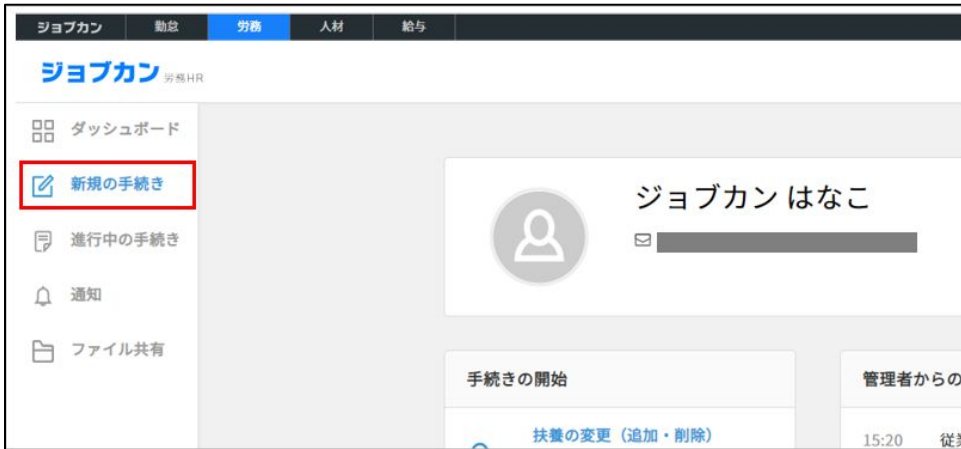 ジョブカン 勤怠 労務 人材 給与
ジョブカン 労務HR
ダッシュボード
新規の手続き
進行中の手続き
通知
ファイル共有
ジョブカン はなこ
手続きの開始
扶養の変更（追加・削除）
管理者からの
15:20 従業